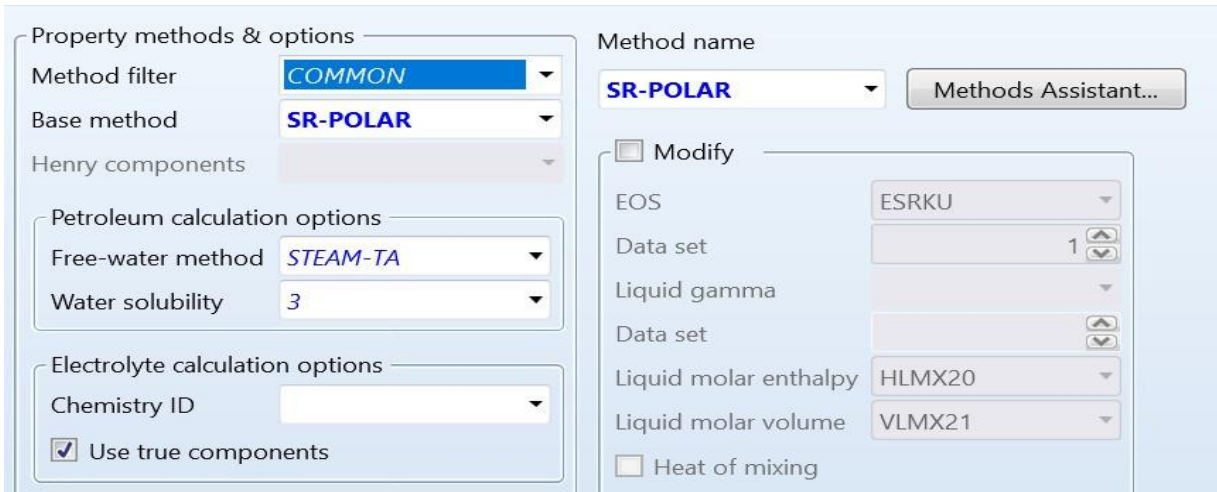 Property methods & options
Method filter COMMON
Base method SR-POLAR
Henry components
Petroleum calculation options
Free-water method STEAM-TA
Water solubility 3
Electrolyte calculation options
Chemistry ID
Use true components
Method name
SR-POLAR Methods Assistant...
Modify
EOS ESRKU
Data set 1
Liquid gamma
Data set
Liquid molar enthalpy HLMX20
Liquid molar volume VLMX21
Heat of mixing